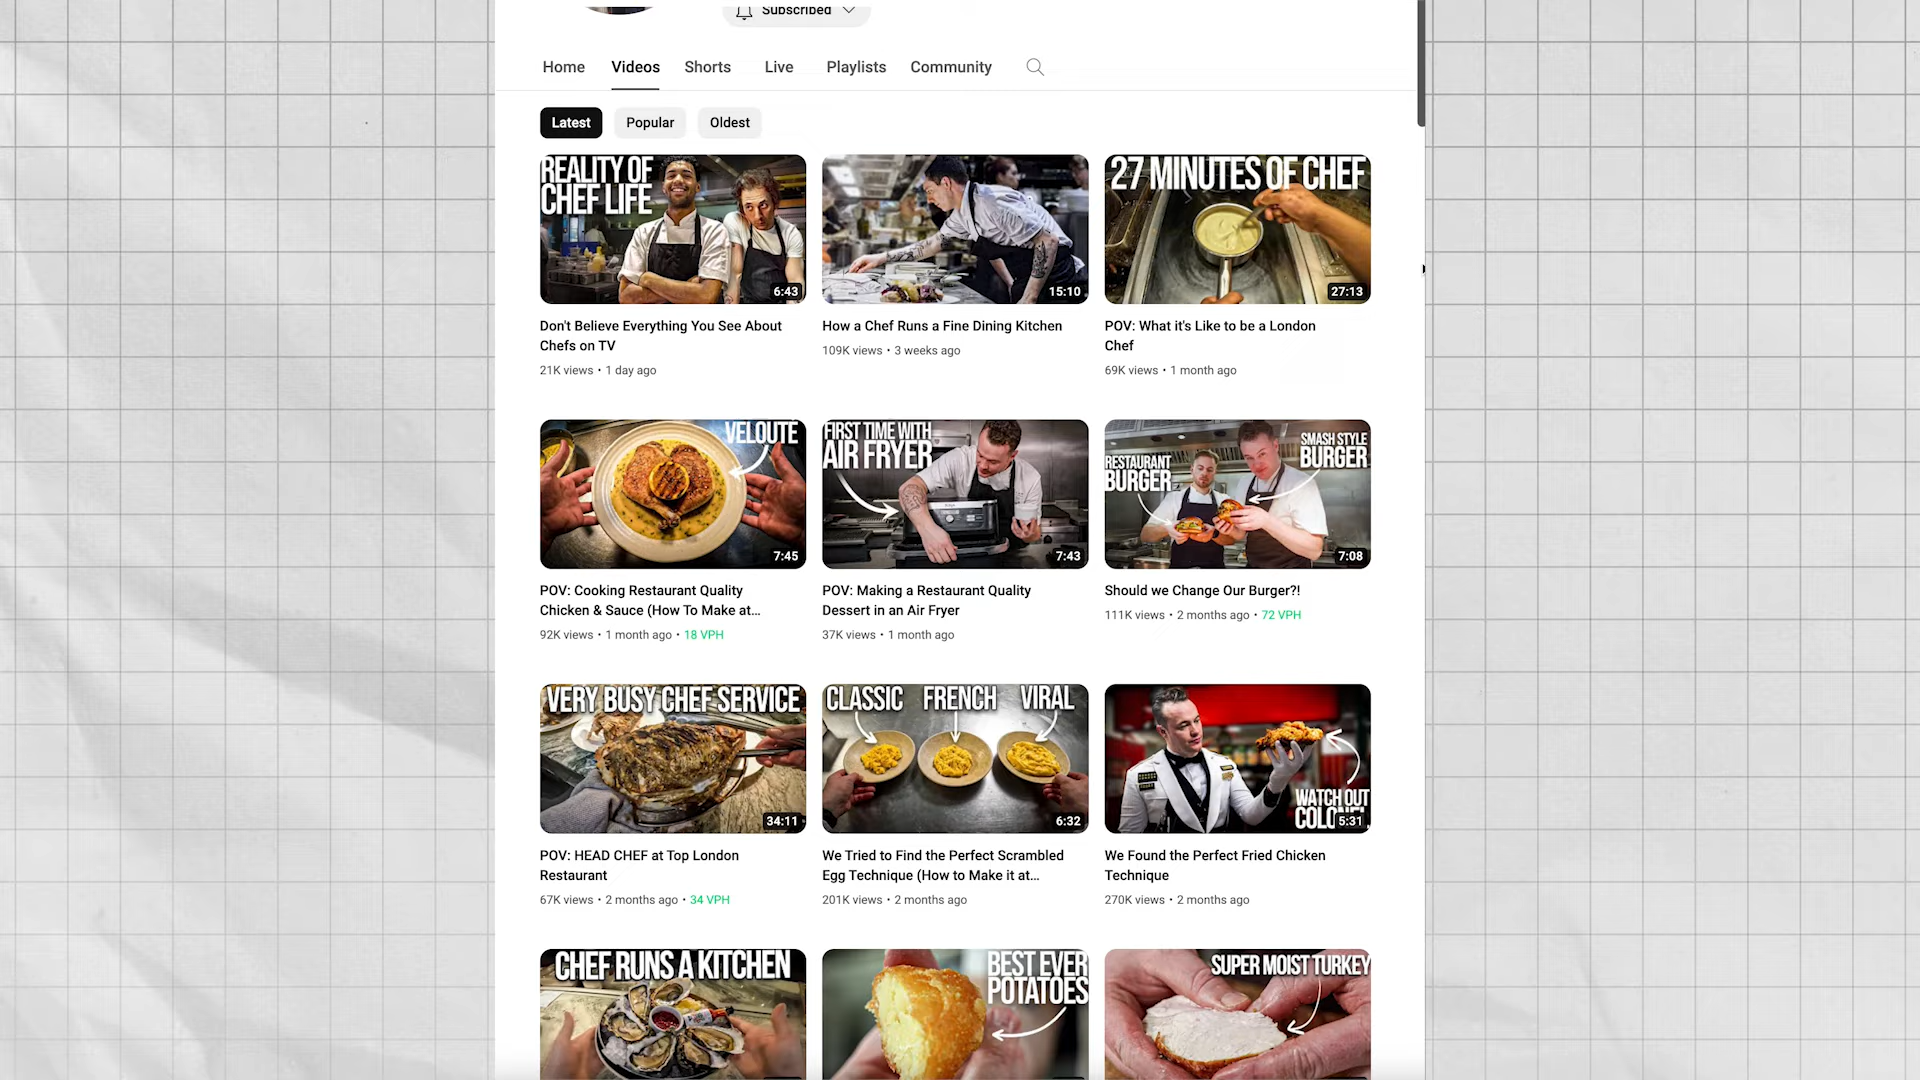 Subscribed
Home Videos Shorts Live Playlists Community
Latest Popular Oldest
REALITY OF
CHEF LIFE
6:43
15:10
27 MINUTES OF CHEF
27:13
Don't Believe Everything You See About
Chefs on TV
21K views • 1 day ago
How a Chef Runs a Fine Dining Kitchen
109K views • 3 weeks ago
POV: What it's Like to be a London
Chef
69K views • 1 month ago
VELOUTE
7:45
FIRST TIME WITH
AIR FRYER
7:43
RESTAURANT
BURGER
SMASH STYLE
BURGER
7:08
POV: Cooking Restaurant Quality
Chicken & Sauce (How To Make at...
92K views • 1 month ago • 18 VPH
POV: Making a Restaurant Quality
Dessert in an Air Fryer
37K views • 1 month ago
Should we Change Our Burger?!
111K views • 2 months ago • 72 VPH
VERY BUSY CHEF SERVICE
34:11
CLASSIC FRENCH VIRAL
6:32
WATCH OUT
COLONEL
5:31
POV: HEAD CHEF at Top London
Restaurant
67K views • 2 months ago • 34 VPH
We Tried to Find the Perfect Scrambled
Egg Technique (How to Make it at...
201K views • 2 months ago
We Found the Perfect Fried Chicken
Technique
270K views • 2 months ago
CHEF RUNS A KITCHEN
BEST EVER
POTATOES
SUPER MOIST TURKEY